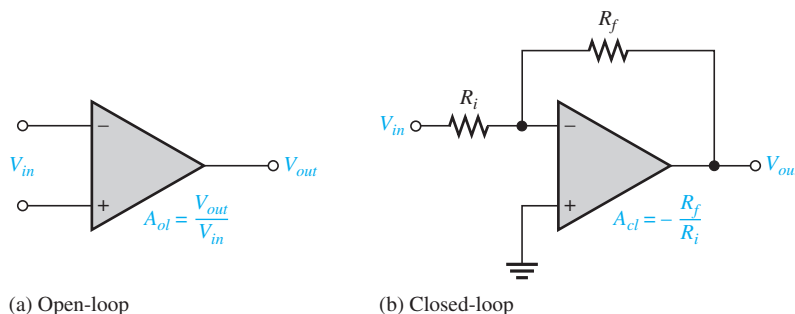 V_in
−
+
V_out
A_ol = V_out / V_in
(a) Open-loop
R_f
R_i
V_in
−
+
V_ou
A_cl = − R_f / R_i
(b) Closed-loop